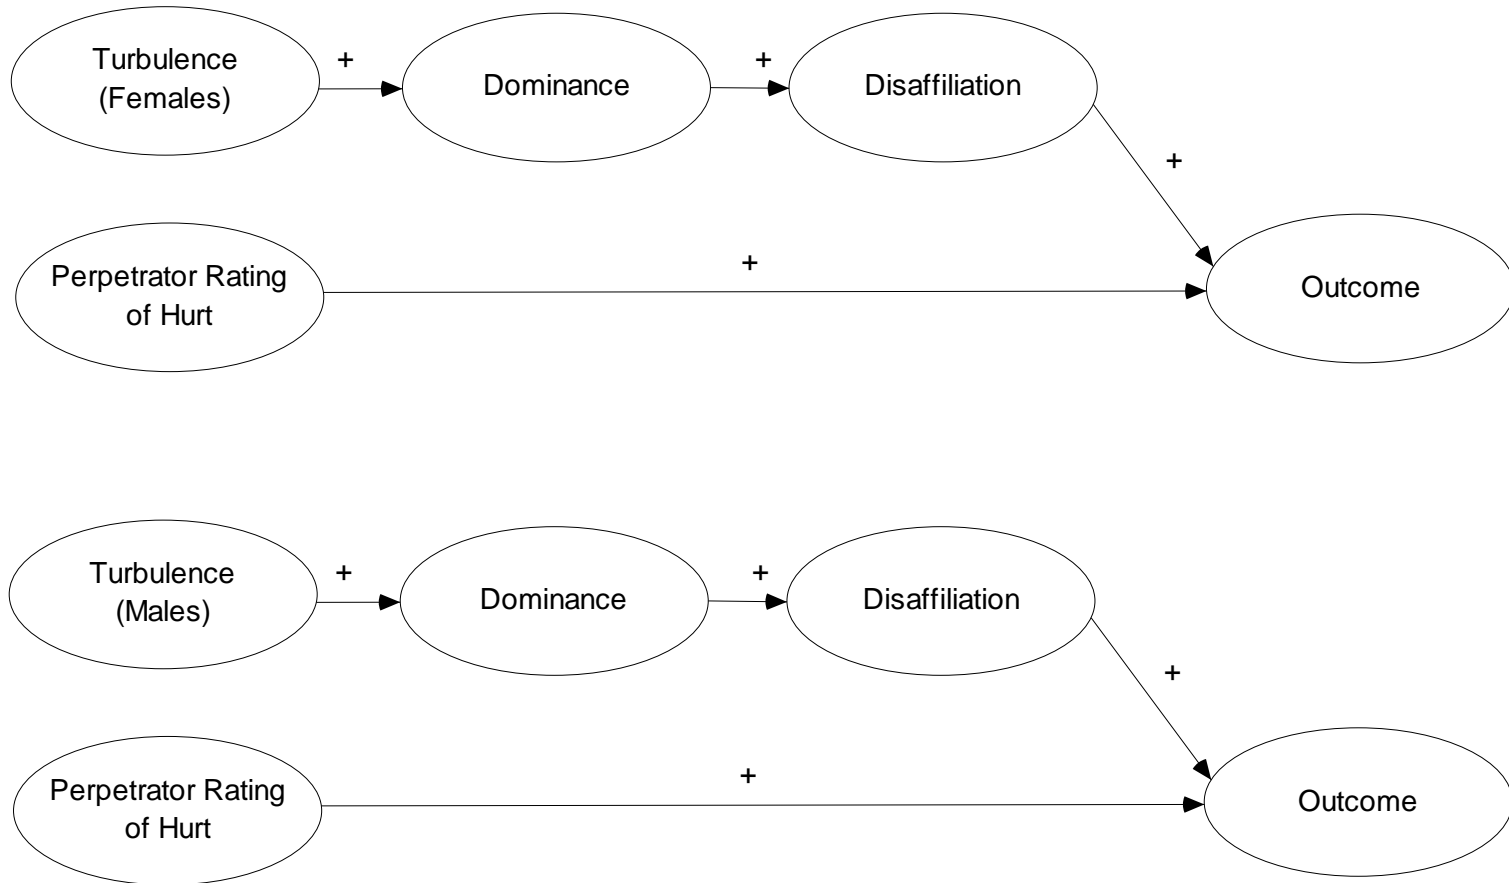 Turbulence
(Females)
+
Dominance
+
Disaffiliation
+
Perpetrator Rating
of Hurt
+
Outcome
Turbulence
(Males)
+
Dominance
+
Disaffiliation
+
Perpetrator Rating
of Hurt
+
Outcome